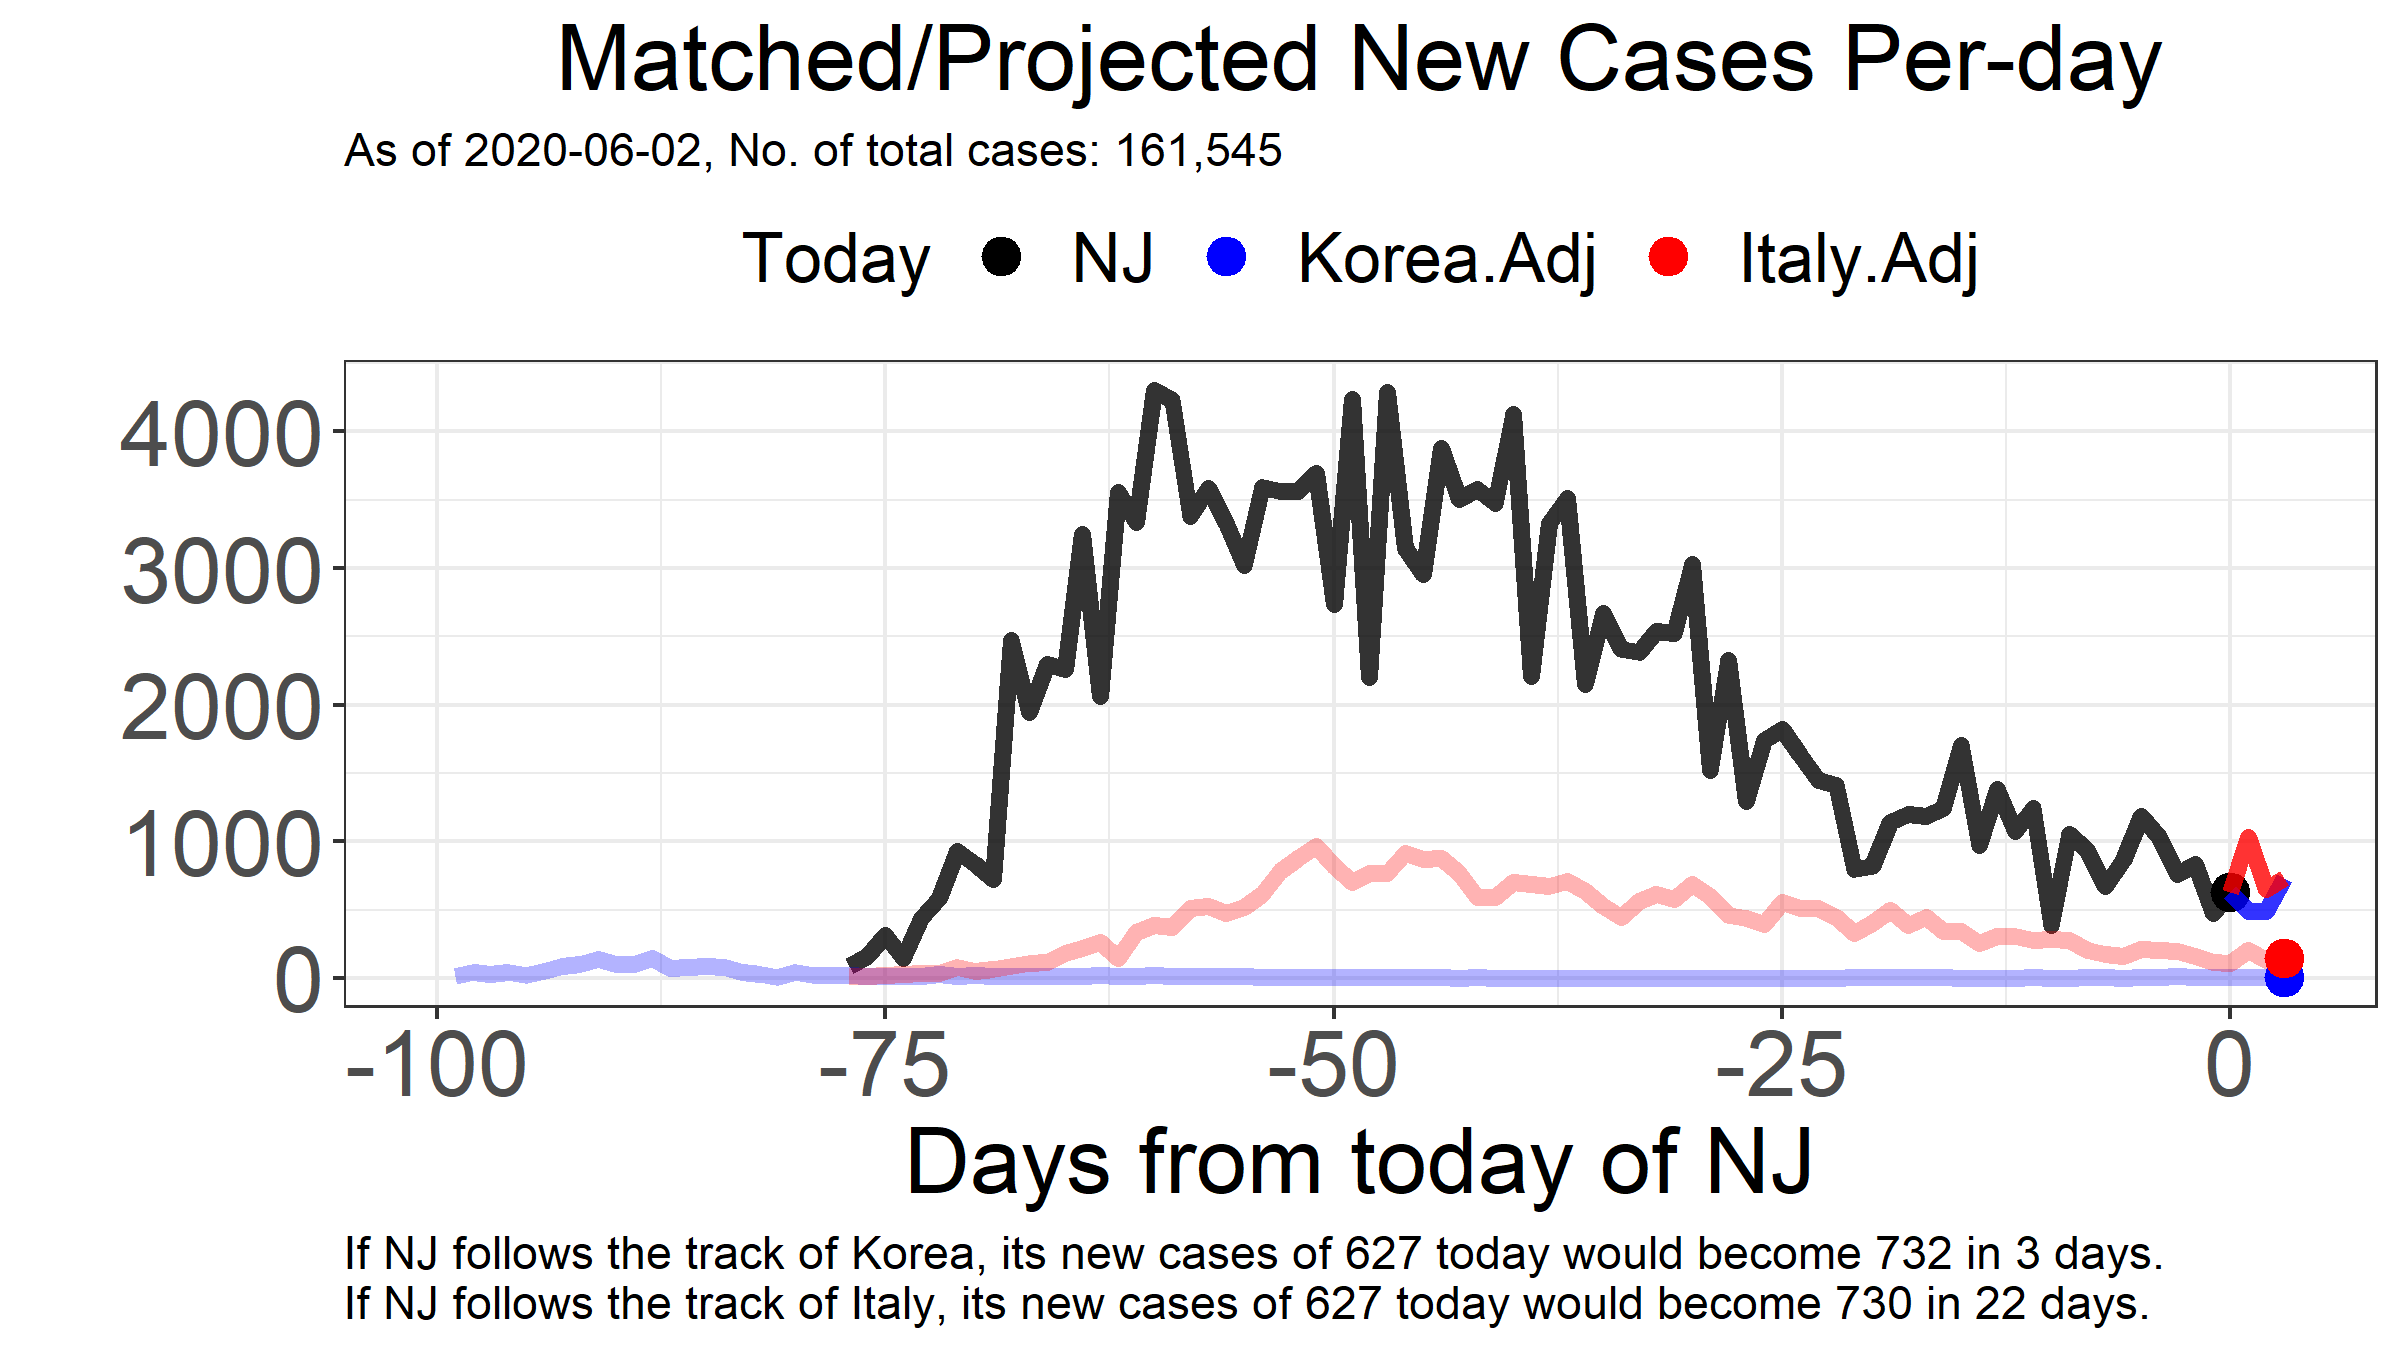 Matched/Projected New Cases Per-day
As of 2020-06-02, No. of total cases: 161,545
Today NJ Korea.Adj Italy.Adj
4000
3000
2000
1000
0
-100 -75 -50 -25 0
Days from today of NJ
If NJ follows the track of Korea, its new cases of 627 today would become 732 in 3 days.
If NJ follows the track of Italy, its new cases of 627 today would become 730 in 22 days.